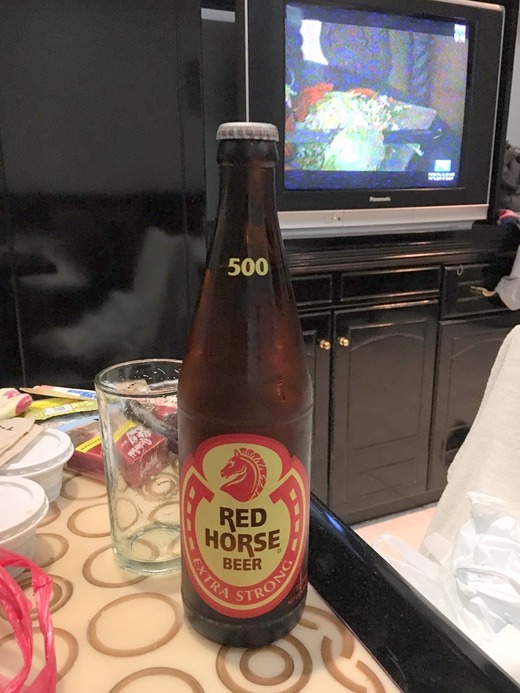 Panasonic
500
RED
HORSE
BEER
EXTRA STRONG